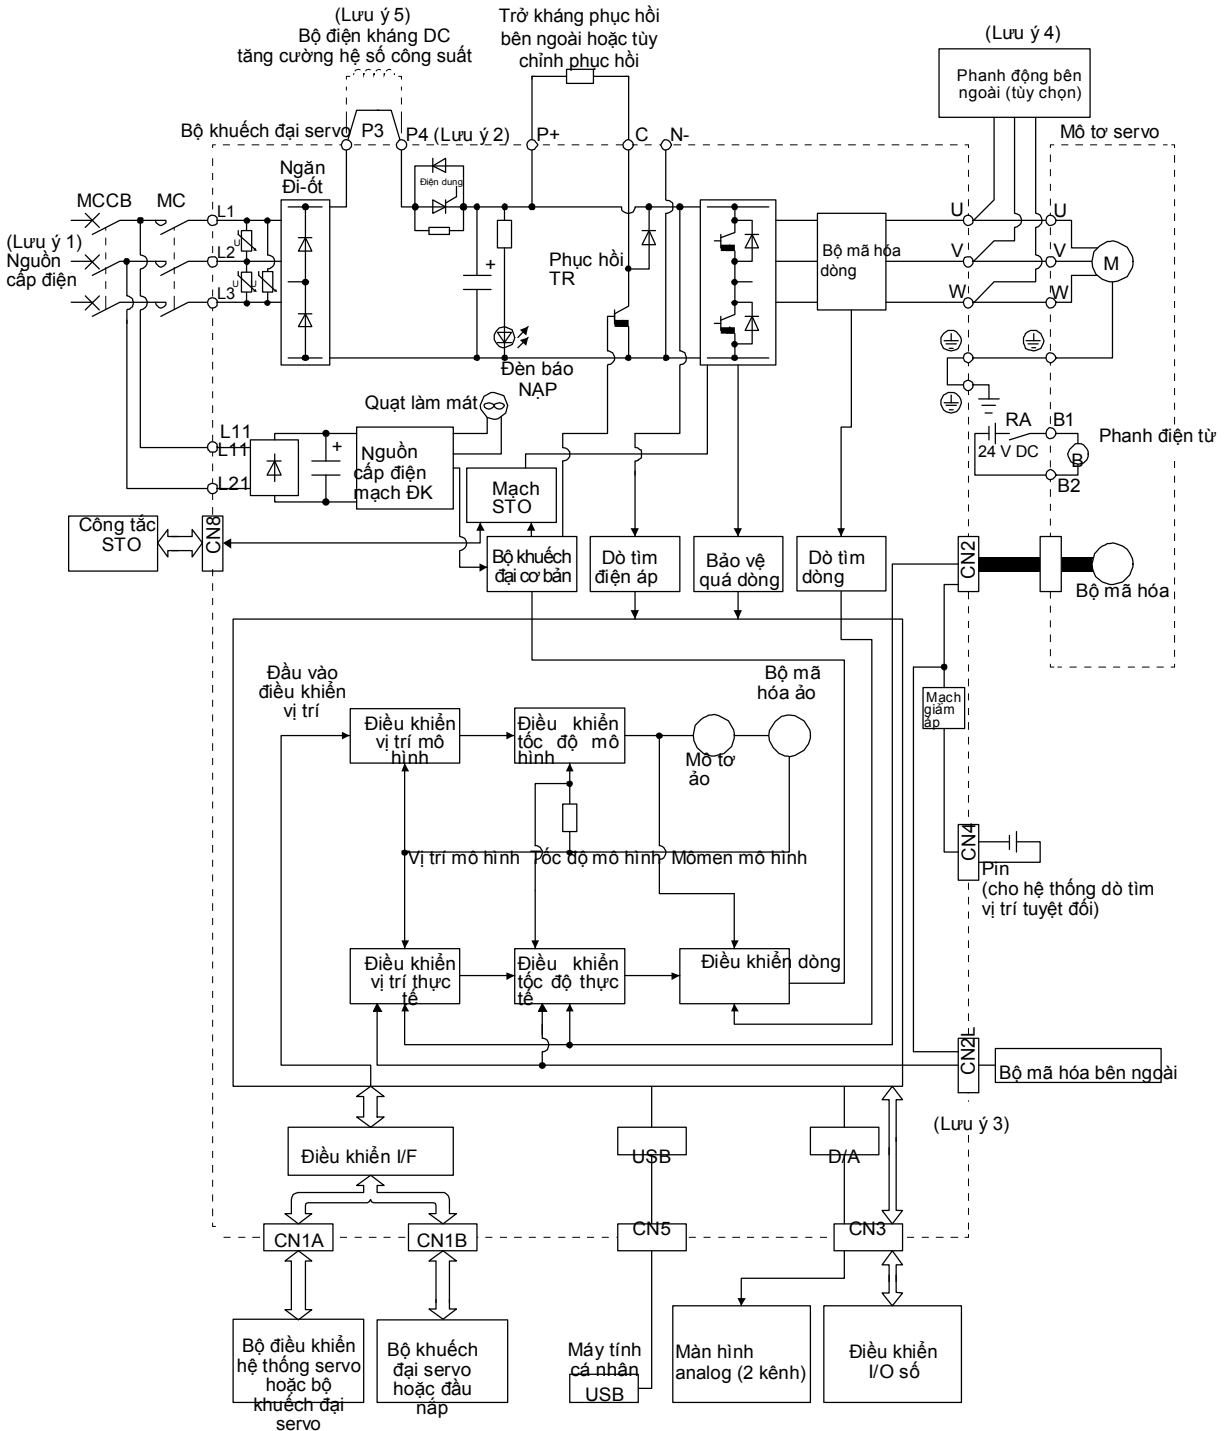 (Lưu ý 5)
Bộ điện kháng DC
tăng cường hệ số công suất
Trở kháng phục hồi
bên ngoài hoặc tùy
chỉnh phục hồi
(Lưu ý 4)
Phanh động bên
ngoài (tùy chọn)
Bộ khuếch đại servo
P3
P4 (Lưu ý 2)
P+
C
N-
Mô tơ servo
Ngăn
Đi-ốt
Điện dung
MCCB
MC
L1
L2
L3
U
U
U
(Lưu ý 1)
Nguồn
cấp điện
+
Phục hồi
TR
Bộ mã hóa
dòng
U
V
W
U
V
W
M
Đèn báo
NẠP
Quạt làm mát
L11
L11
L21
+
Nguồn
cấp điện
mạch ĐK
Mạch
STO
RA
24 V DC
B1
B
B2
Phanh điện từ
Công tắc
STO
CN8
Bộ khuếch
đại cơ bản
Dò tìm
điện áp
Bảo vệ
quá dòng
Dò tìm
dòng
CN2
Bộ mã hóa
Đầu vào
điều khiển
vị trí
Bộ mã
hóa ảo
Mạch
giảm
áp
Điều khiển
vị trí mô
hình
Điều khiển
tốc độ mô
hình
Mô tơ
ảo
Vị trí mô hình
Tốc độ mô hình
Mômen mô hình
CN4
Pin
(cho hệ thống dò tìm
vị trí tuyệt đối)
Điều khiển
vị trí thực
tế
Điều khiển
tốc độ thực
tế
Điều khiển dòng
CN2L
Bộ mã hóa bên ngoài
(Lưu ý 3)
Điều khiển I/F
USB
D/A
CN1A
CN1B
CN5
CN3
Bộ điều khiển
hệ thống servo
hoặc bộ
khuếch đại
servo
Bộ khuếch
đại servo
hoặc đầu
náp
Máy tính
cá nhân
USB
Màn hình
analog (2 kênh)
Điều khiển
I/O số